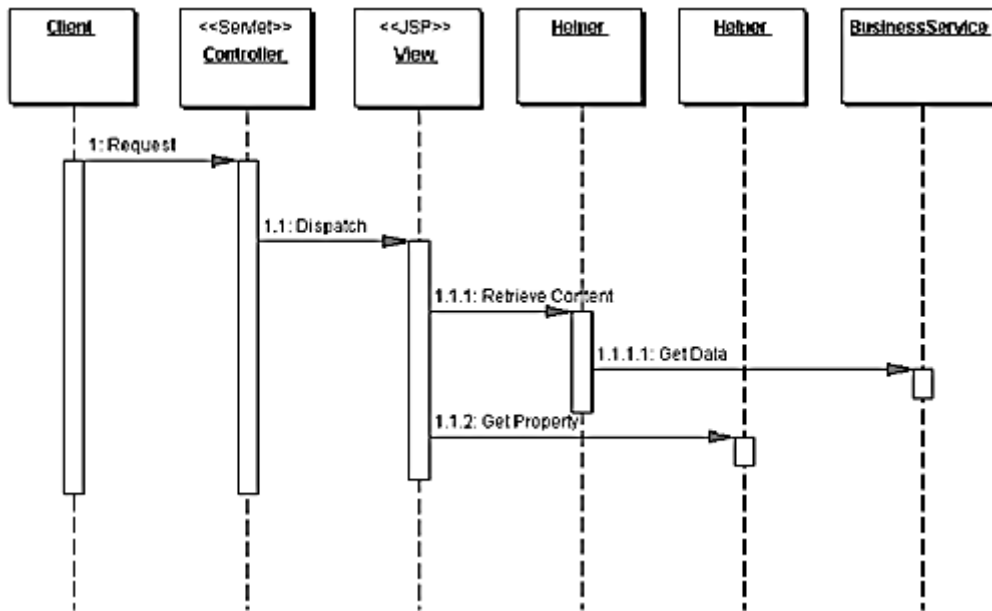 Client
<<Servlet>>
Controller
<<JSP>>
View
Helper
Helper
BusinessService
1: Request
1.1: Dispatch
1.1.1: Retrieve Content
1.1.1.1: Get Data
1.1.2: Get Property